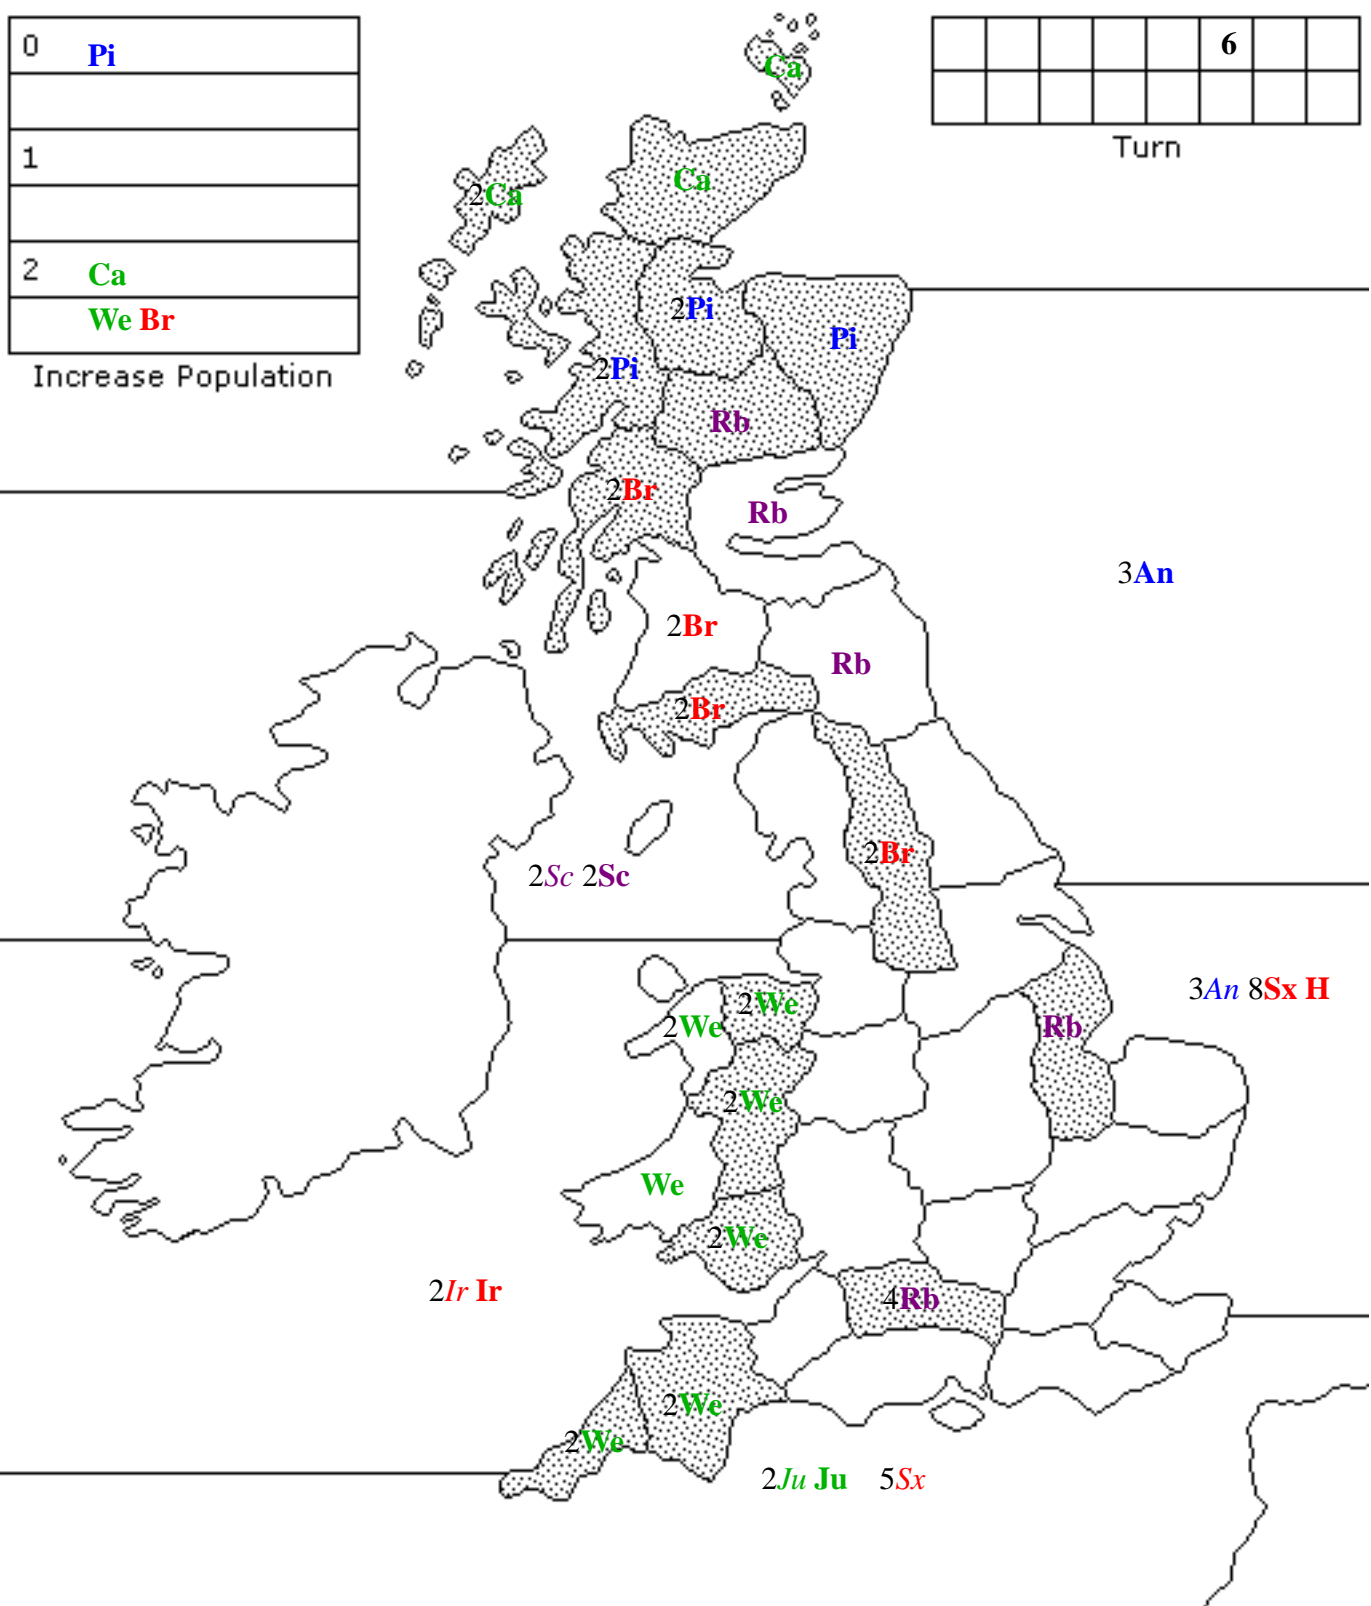 0 Pi
1
2 Ca
We Br
Increase Population
6
Turn
Ca
Ca
2Ca
2Pi
Pi
2Pi
Rb
2Br
Rb
3An
2Br
Rb
2Br
2Br
2Sc 2Sc
3An 8Sx H
2We
2We
Rb
2We
We
2We
2Ir Ir
4Rb
2We
2We
2Ju Ju 5Sx